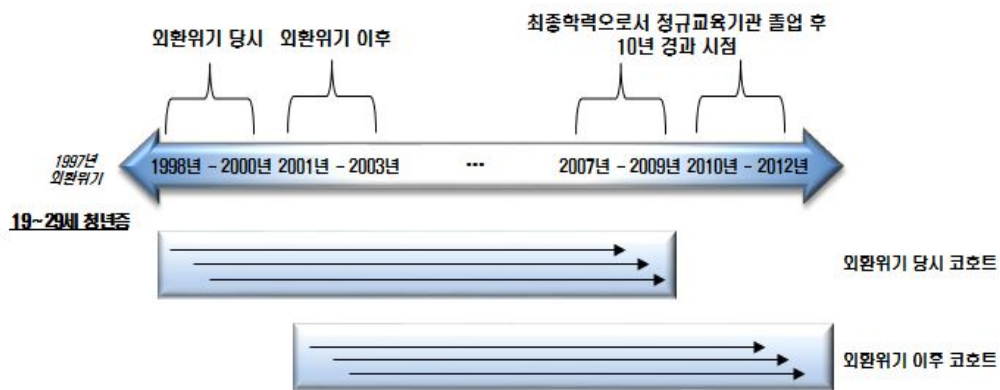 최종학력으로서 정규교육기관 졸업 후
외환위기 당시 외환위기 이후 10년 경과 시점
1997년
외환위기
1998년 - 2000년 2001년 - 2003년 ... 2007년 - 2009년 2010년 - 2012년
19~29세 청년층
외환위기 당시 코호트
외환위기 이후 코호트